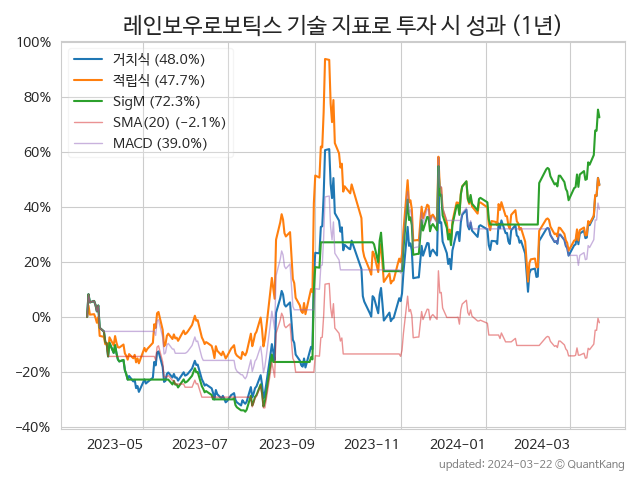 레인보우로보틱스 기술 지표로 투자 시 성과 (1년)
100%
80%
60%
40%
20%
0%
−20%
−40%
거치식 (48.0%)
적립식 (47.7%)
SigM (72.3%)
SMA(20) (−2.1%)
MACD (39.0%)
2023−05
2023−07
2023−09
2023−11
2024−01
2024−03
updated: 2024-03-22 © QuantKang